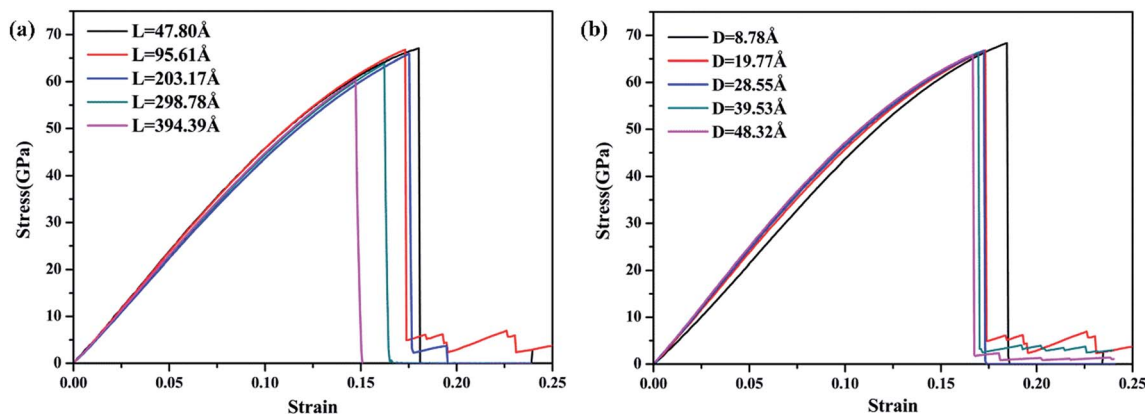 (a)
L=47.80Å
L=95.61Å
L=203.17Å
L=298.78Å
L=394.39Å
Stress(GPa)
70
60
50
40
30
20
10
0
0.00 0.05 0.10 0.15 0.20 0.25
Strain
(b)
D=8.78Å
D=19.77Å
D=28.55Å
D=39.53Å
D=48.32Å
Stress(GPa)
70
60
50
40
30
20
10
0
0.00 0.05 0.10 0.15 0.20 0.25
Strain